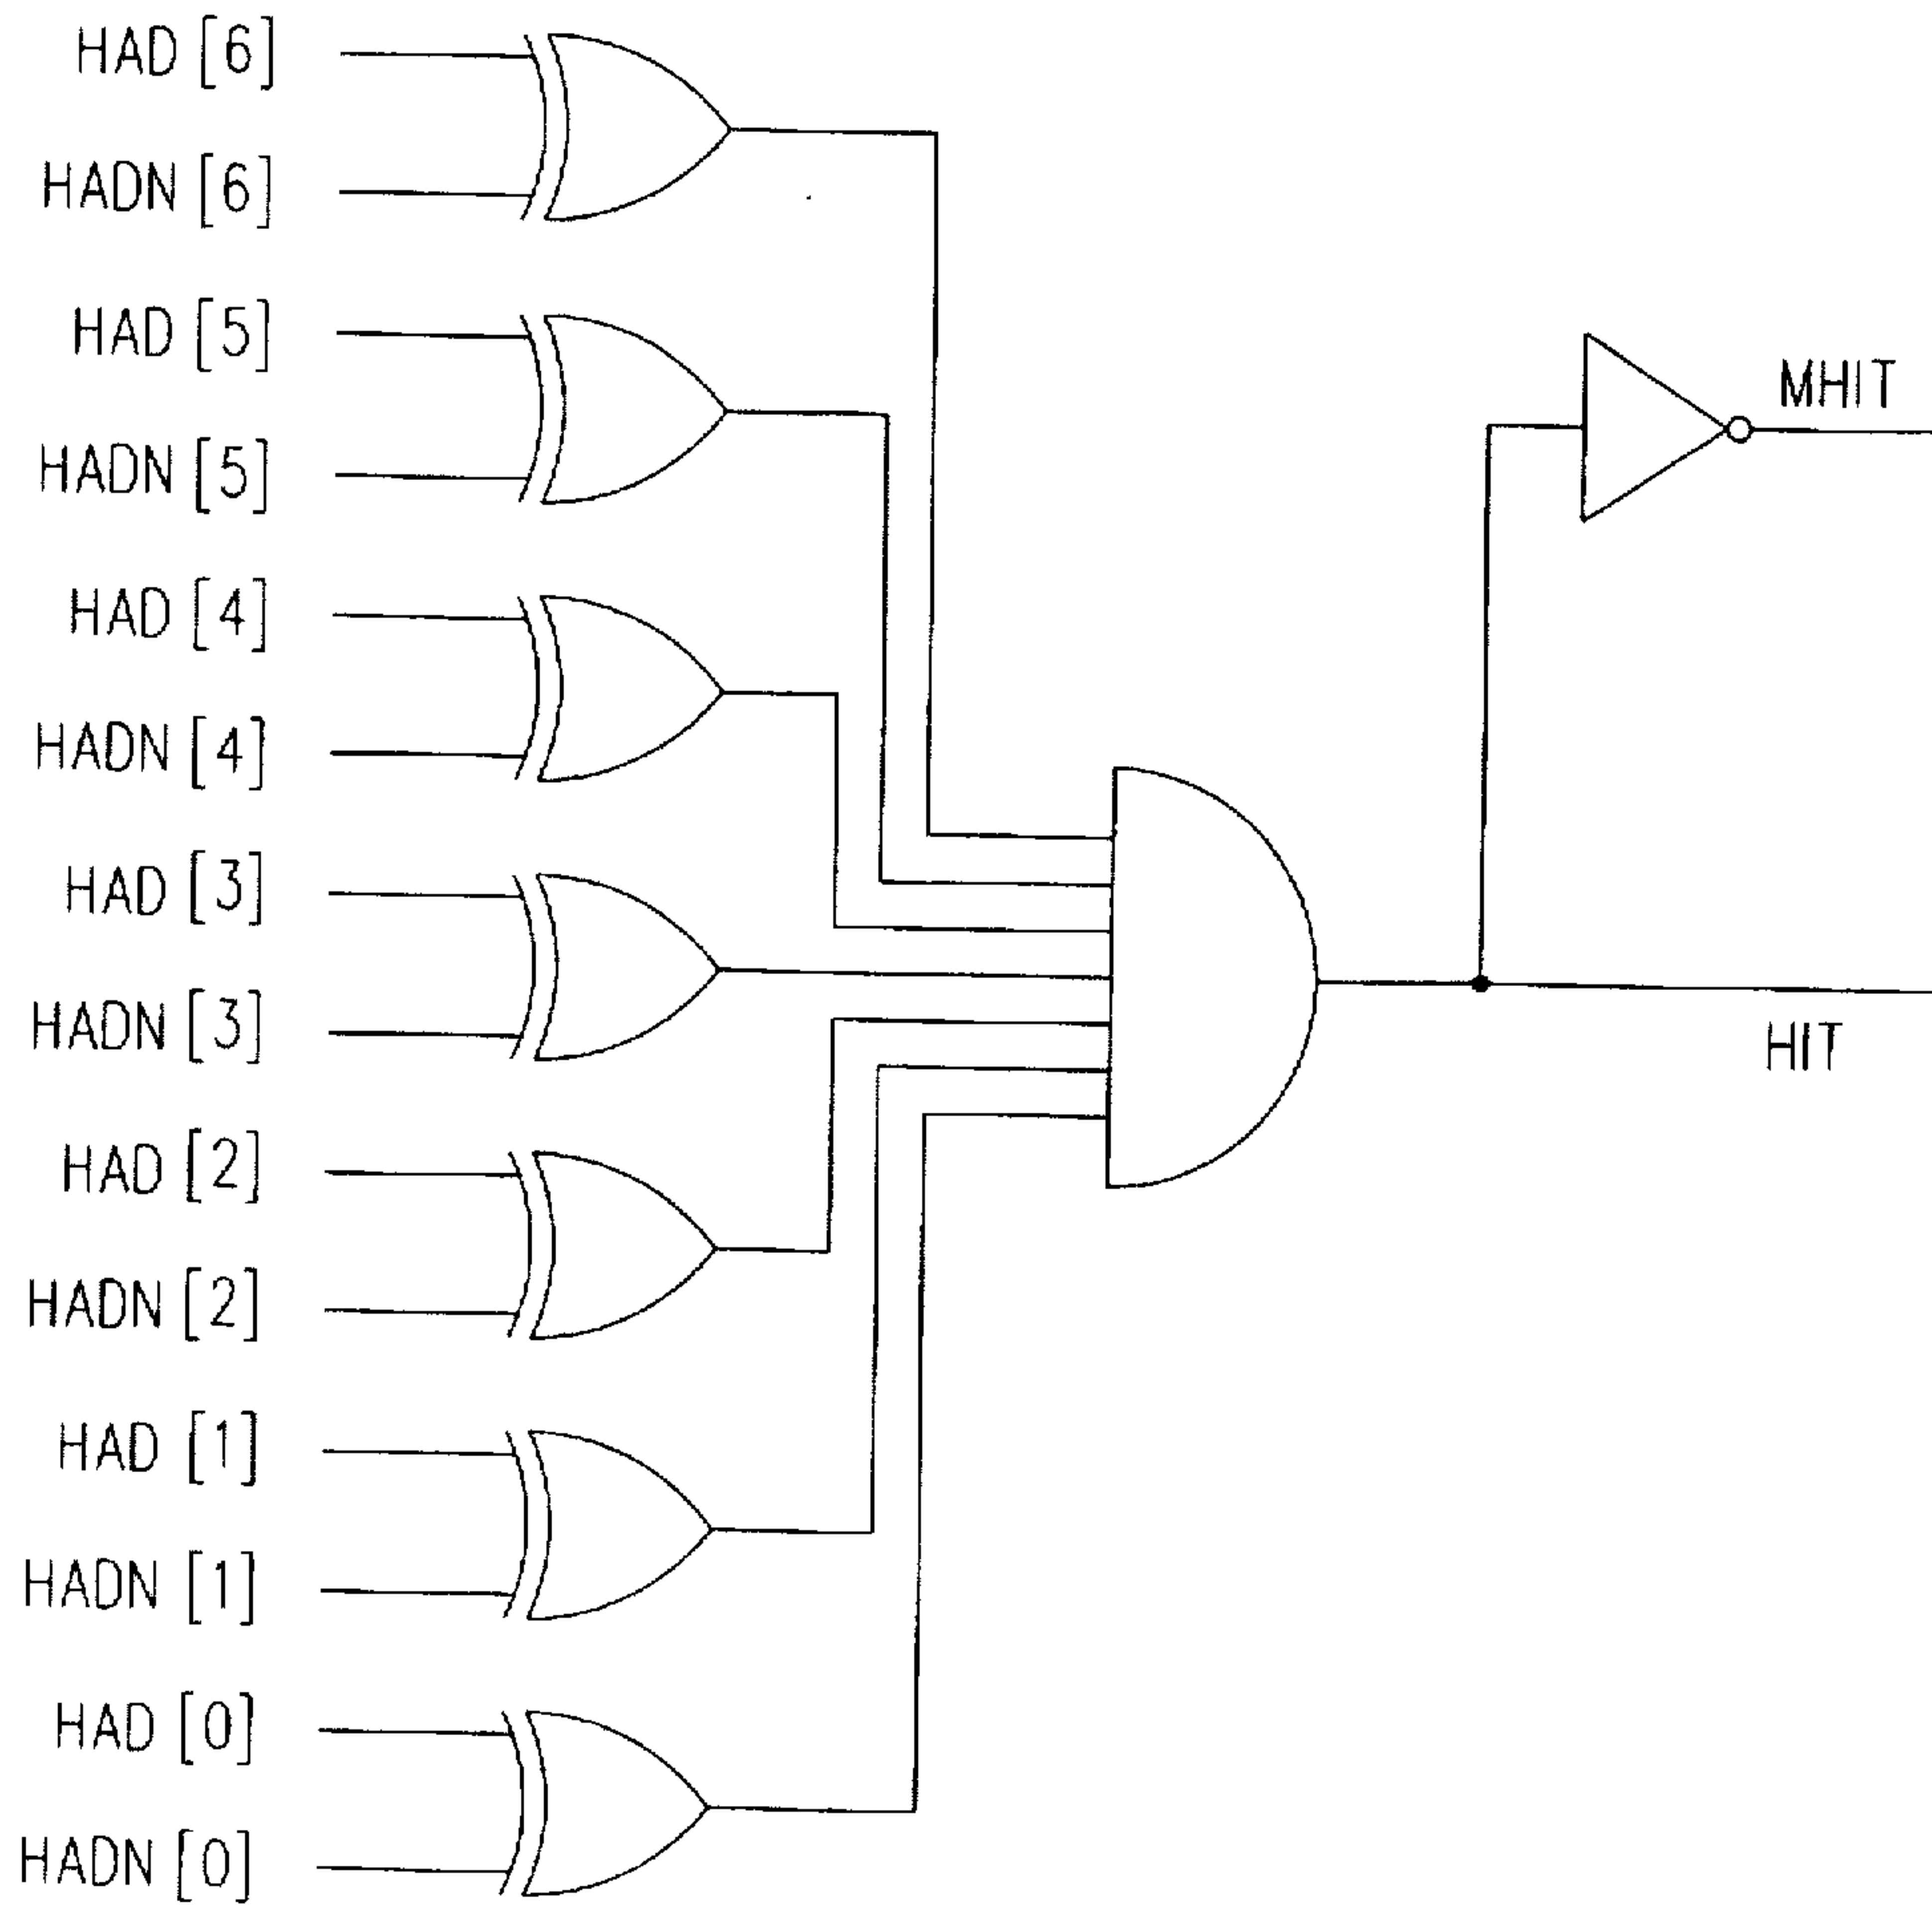 HAD [6]
HADN [6]
HAD [5]
HADN [5]
HAD [4]
HADN [4]
MHIT
HAD [3]
HADN [3]
HIT
HAD [2]
HADN [2]
HAD [1]
HADN [1]
HAD [0]
HADN [0]